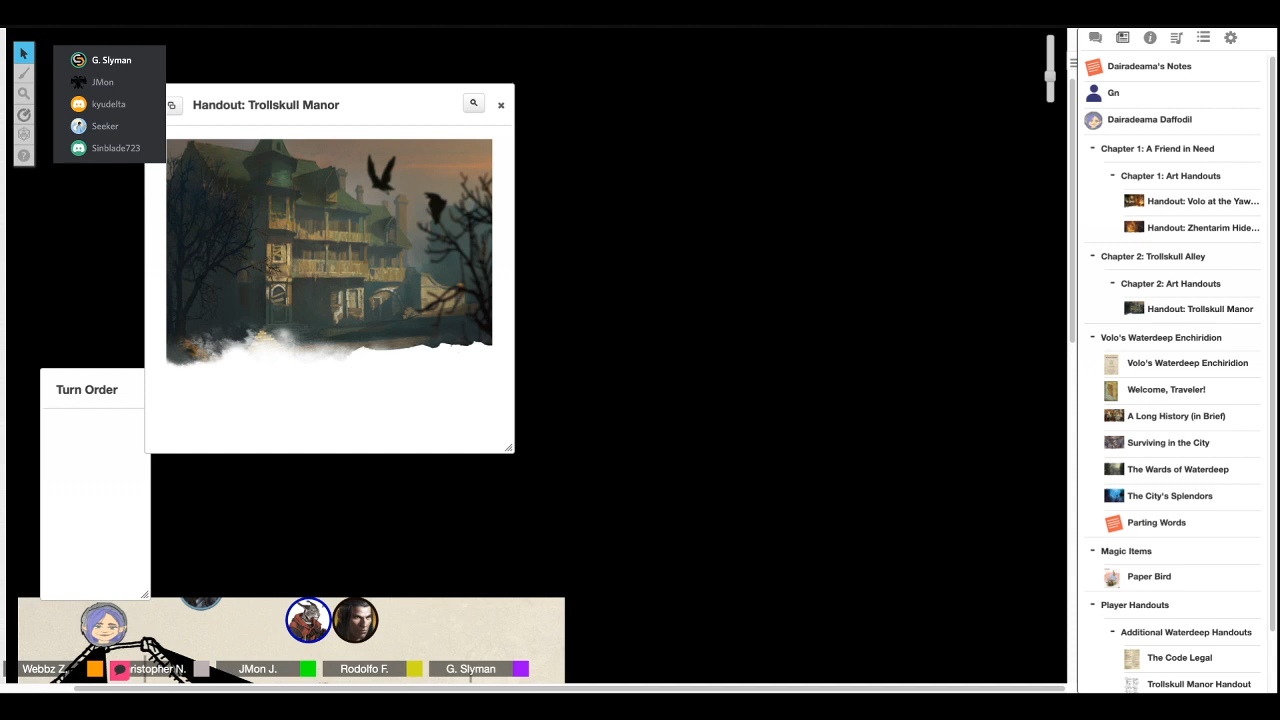 G. Slyman
JMon
kyudelta
Seeker
Sinblade723
Handout: Trollskull Manor
Turn Order
Webbz Z.
ristopher N.
JMon J.
Rodolfo F.
G. Slyman
Dairadeama's Notes
Gn
Dairadeama Daffodil
Chapter 1: A Friend in Need
Chapter 1: Art Handouts
Handout: Volo at the Yaw...
Handout: Zhentarim Hide...
Chapter 2: Trollskull Alley
Chapter 2: Art Handouts
Handout: Trollskull Manor
Volo's Waterdeep Enchiridion
Volo's Waterdeep Enchiridion
Welcome, Traveler!
A Long History (in Brief)
Surviving in the City
The Wards of Waterdeep
The City's Splendors
Parting Words
Magic Items
Paper Bird
Player Handouts
Additional Waterdeep Handouts
The Code Legal
Trollskull Manor Handout